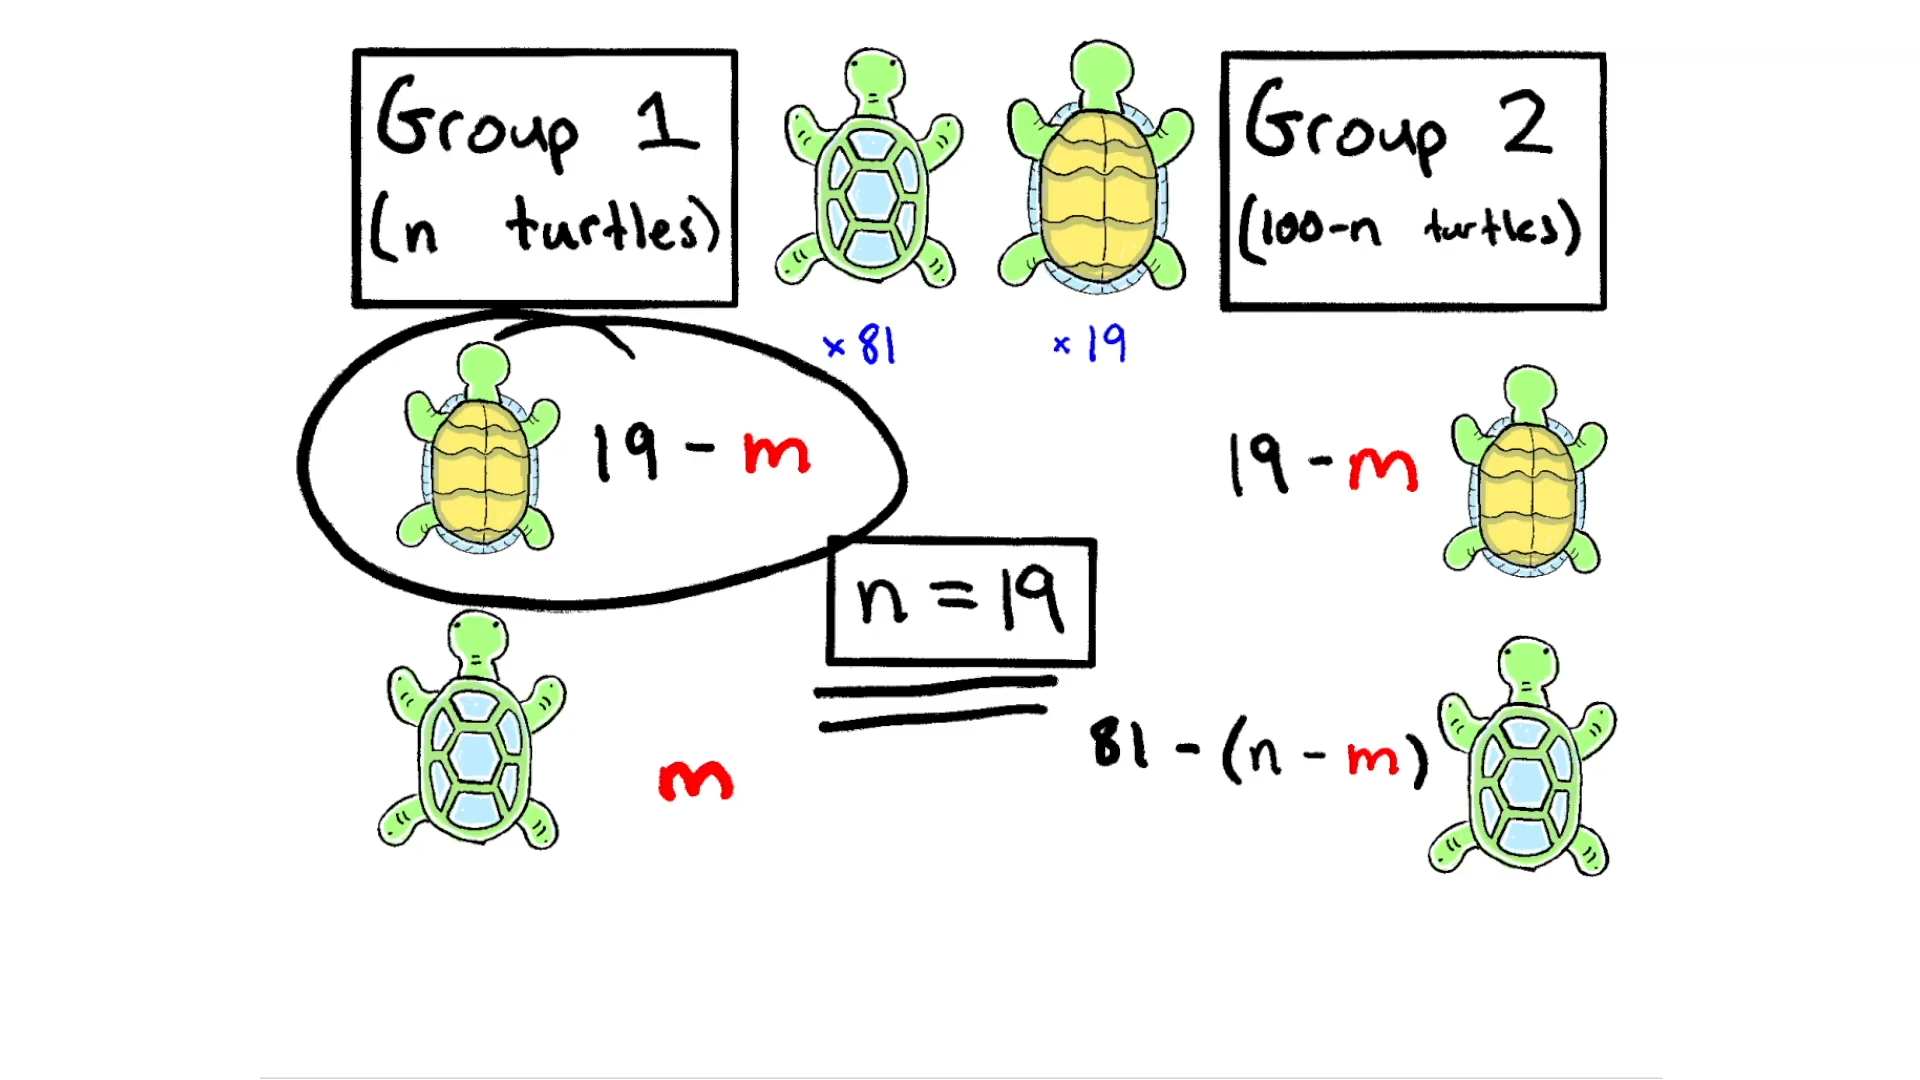 Group 1
(n turtles)
Group 2
(100-n turtles)
× 81
× 19
19 - m
19 - m
n = 19
m
81 - (n - m)